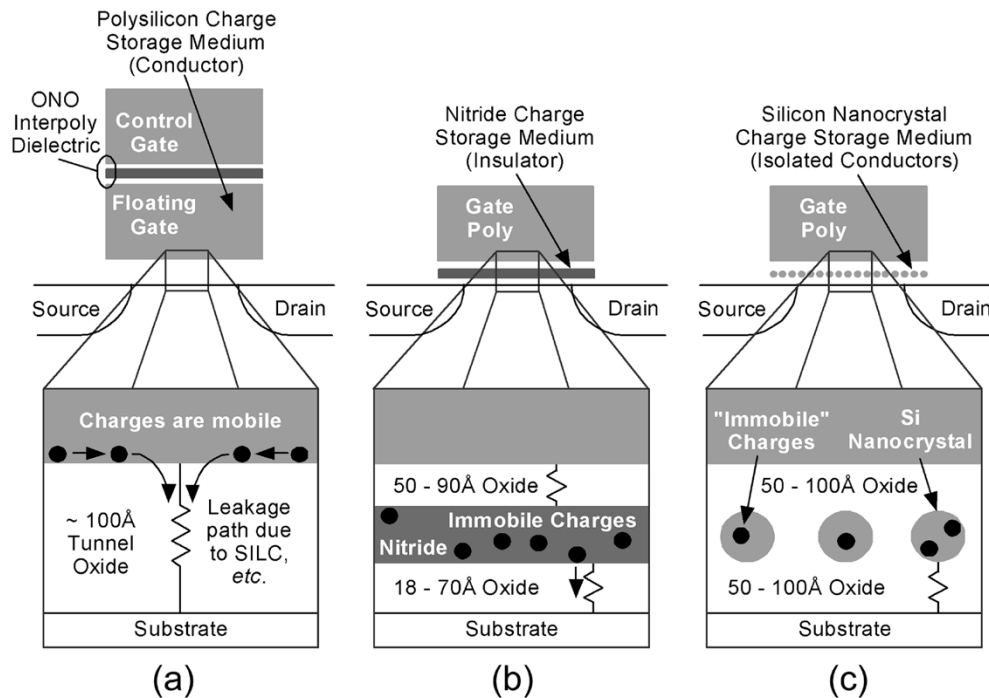 Polysilicon Charge
Storage Medium
(Conductor)
ONO
Interpoly
Dielectric
Control
Gate
Floating
Gate
Source
Drain
Charges are mobile
~ 100Å
Tunnel
Oxide
Leakage
path due
to SILC,
etc.
Substrate
(a)
Nitride Charge
Storage Medium
(Insulator)
Gate
Poly
Source
Drain
50 - 90Å Oxide
Immobile Charges
Nitride
18 - 70Å Oxide
Substrate
(b)
Silicon Nanocrystal
Charge Storage Medium
(Isolated Conductors)
Gate
Poly
Source
Drain
"Immobile"
Charges
Si
Nanocrystal
50 - 100Å Oxide
50 - 100Å Oxide
Substrate
(c)